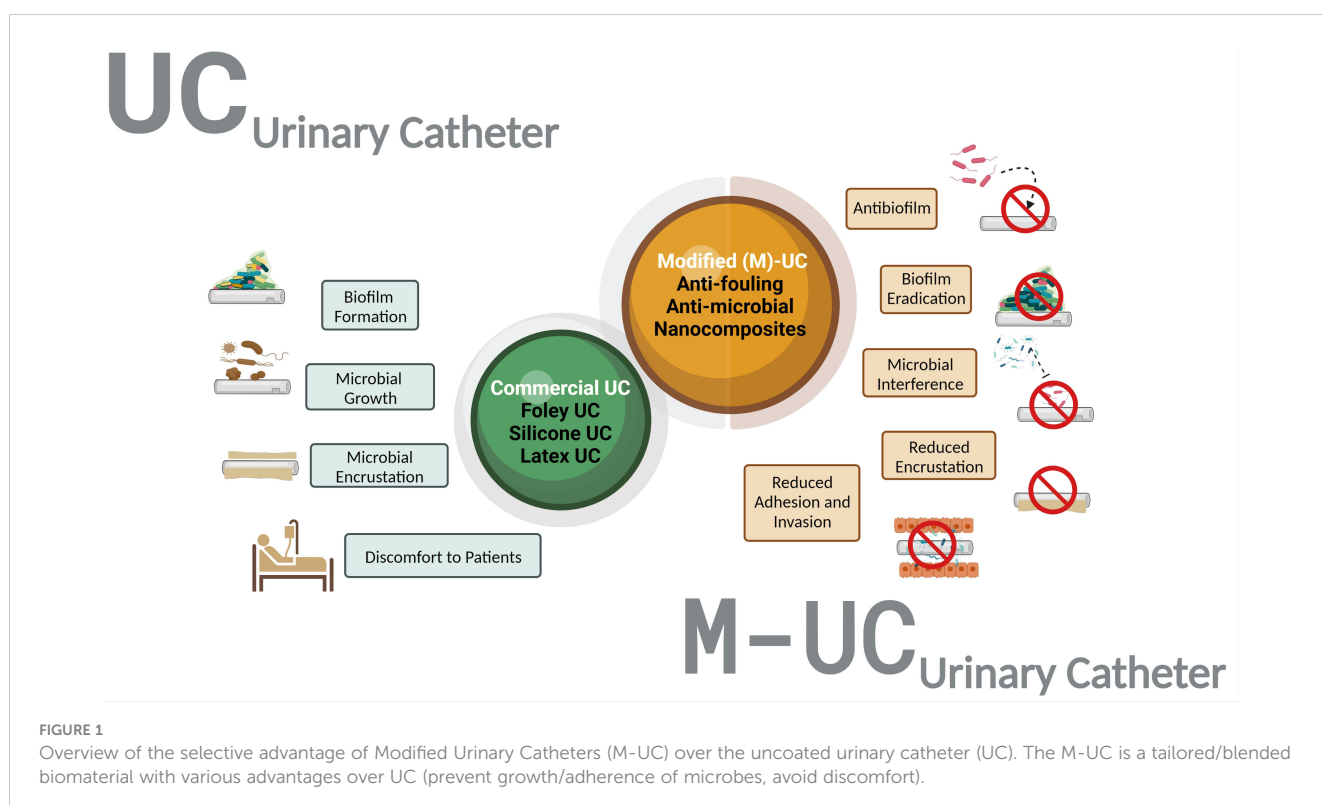 UC Urinary Catheter
Biofilm
Formation
Microbial
Growth
Microbial
Encrustation
Discomfort to Patients
Commercial UC
Foley UC
Silicone UC
Latex UC
Modified (M)-UC
Anti-fouling
Anti-microbial
Nanocomposites
Antibiofilm
Biofilm
Eradication
Microbial
Interference
Reduced
Encrustation
Reduced
Adhesion and
Invasion
M-UC Urinary Catheter
FIGURE 1
Overview of the selective advantage of Modified Urinary Catheters (M-UC) over the uncoated urinary catheter (UC). The M-UC is a tailored/blended
biomaterial with various advantages over UC (prevent growth/adherence of microbes, avoid discomfort).